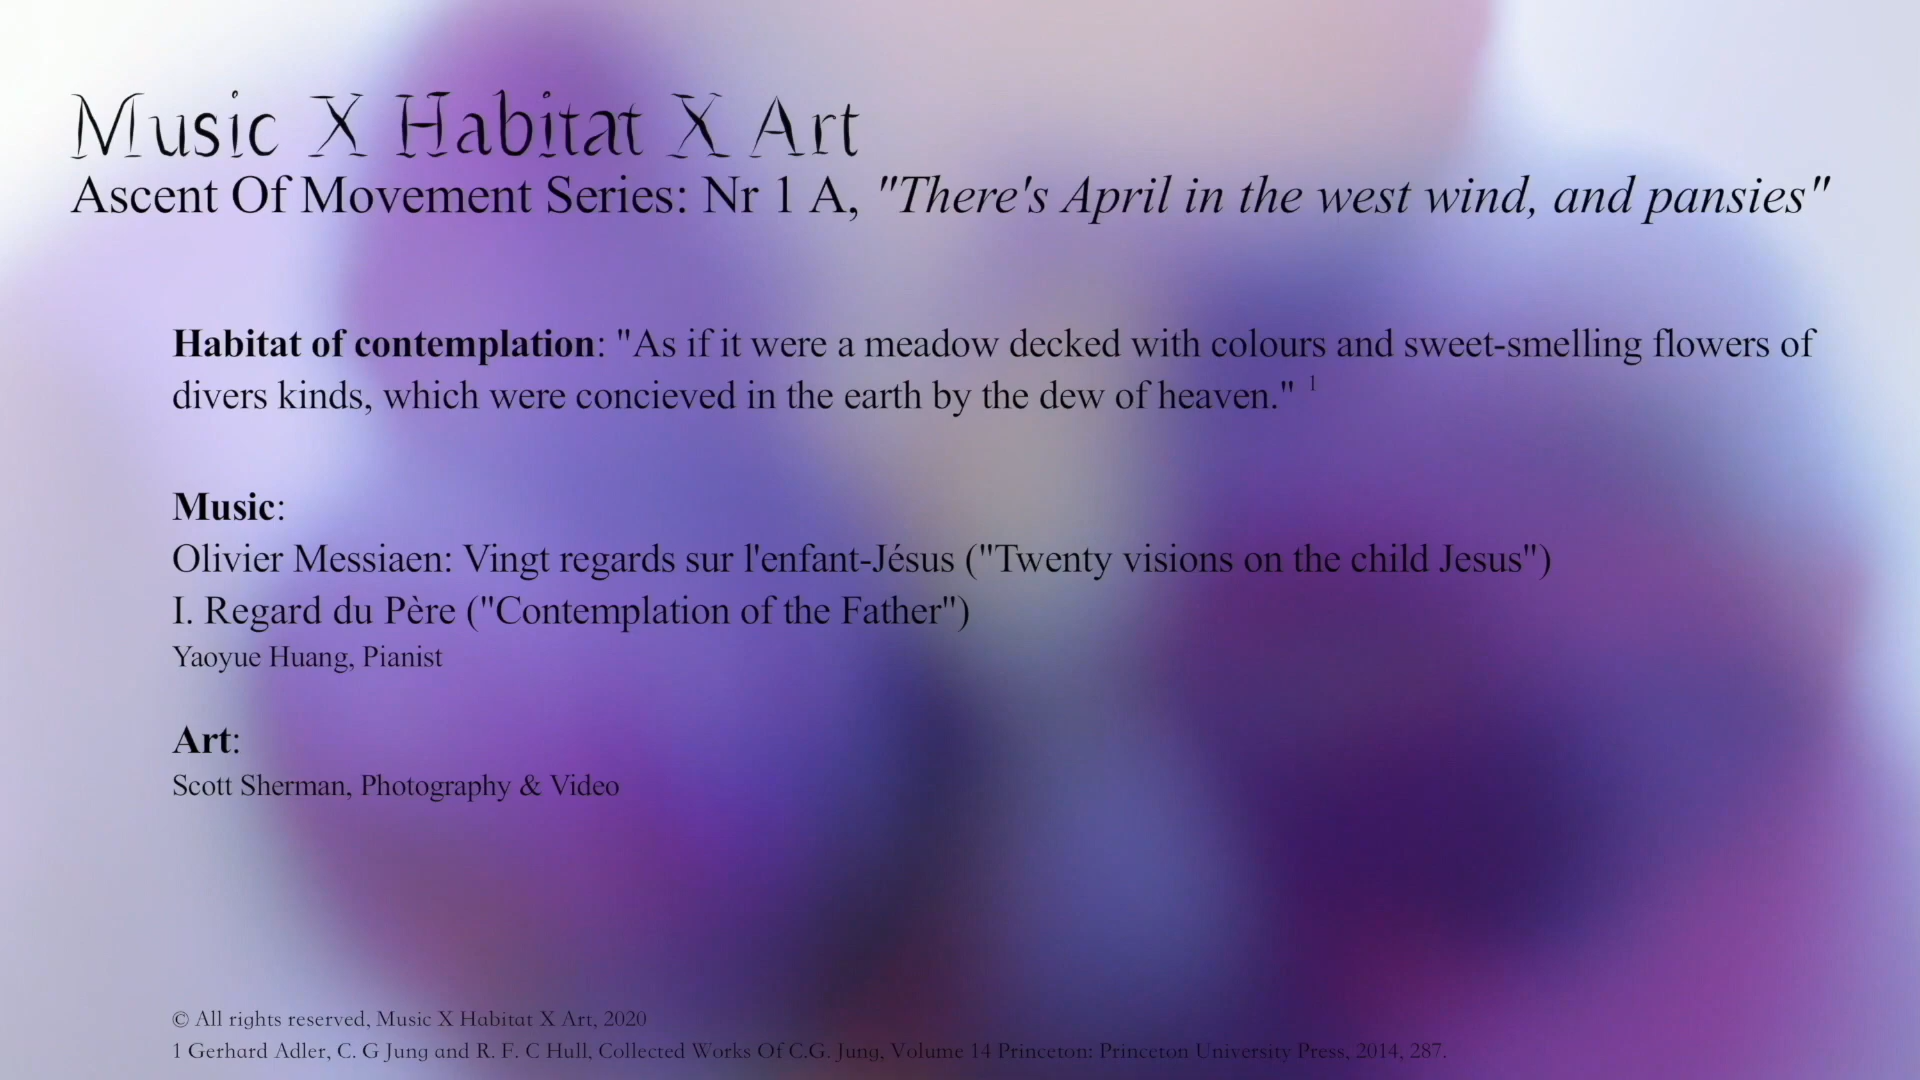 Music X Habitat X Art
Ascent Of Movement Series: Nr 1 A, "There's April in the west wind, and pansies"
Habitat of contemplation: "As if it were a meadow decked with colours and sweet-smelling flowers of
divers kinds, which were concieved in the earth by the dew of heaven." 1
Music:
Olivier Messiaen: Vingt regards sur l'enfant-Jésus ("Twenty visions on the child Jesus")
I. Regard du Père ("Contemplation of the Father")
Yaoyue Huang, Pianist
Art:
Scott Sherman, Photography & Video
© All rights reserved, Music X Habitat X Art, 2020
1 Gerhard Adler, C. G Jung and R. F. C Hull, Collected Works Of C.G. Jung, Volume 14 Princeton: Princeton University Press, 2014, 287.